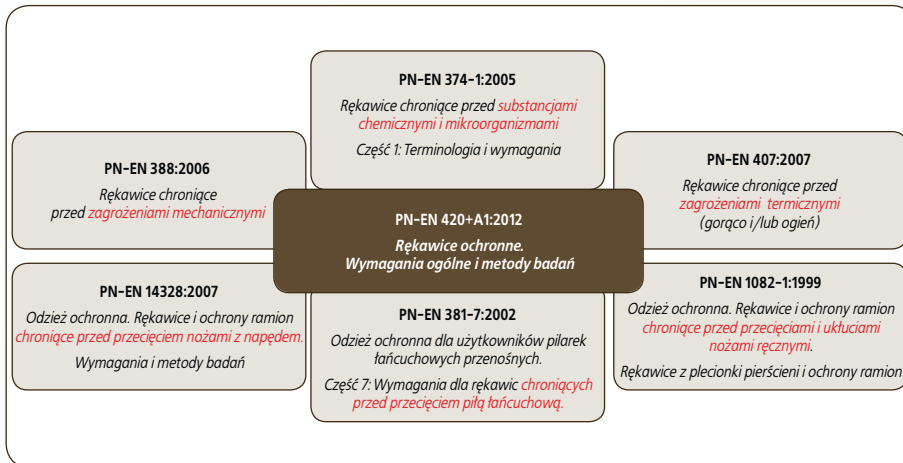 PN-EN 374-1:2005
Rękawice chroniące przed substancjami
chemicznymi i mikroorganizmami
Część 1: Terminologia i wymagania
PN-EN 388:2006
Rękawice chroniące
przed zagrożeniami mechanicznymi
PN-EN 407:2007
Rękawice chroniące przed
zagrożeniami termicznymi
(gorąco i/lub ogień)
PN-EN 420+A1:2012
Rękawice ochronne.
Wymagania ogólne i metody badań
PN-EN 14328:2007
Odzież ochronna. Rękawice i ochrony ramion
chroniące przed przecięciem nożami z napędem.
Wymagania i metody badań
PN-EN 381-7:2002
Odzież ochronna dla użytkowników pilarek
łańcuchowych przenośnych.
Część 7: Wymagania dla rękawic chroniących
przed przecięciem piłą łańcuchową.
PN-EN 1082-1:1999
Odzież ochronna. Rękawice i ochrony ramion
chroniące przed przecięciami i ukłuciami
nożami ręcznymi.
Rękawice z plecionki pierścieni i ochrony ramion